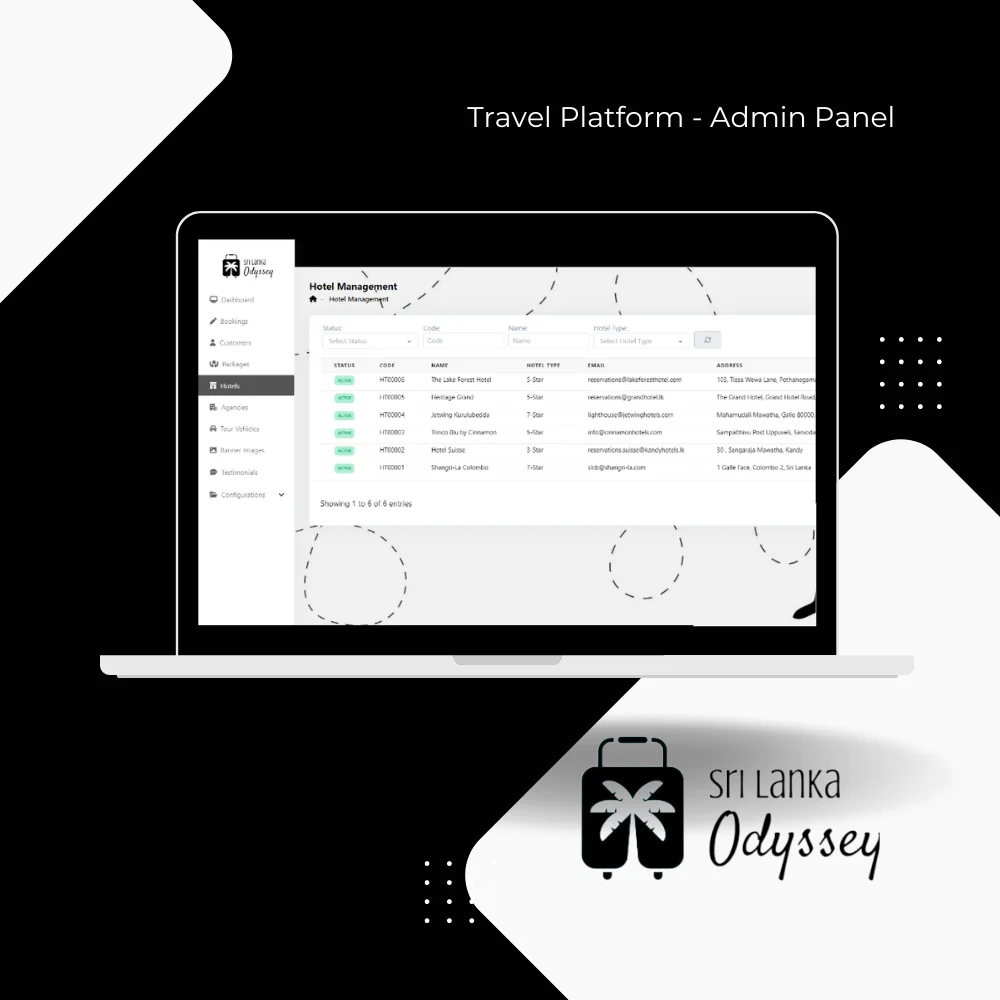 Travel Platform - Admin Panel
Sri Lanka
Odyssey
Dashboard
Bookings
Customers
Packages
Hotels
Agencies
Tour Vehicles
Banner Images
Testimonials
Configurations
Hotel Management
Hotel Management
Status: Code: Name: Hotel Type:
Select Status Code Name Select Hotel Type
STATUS CODE NAME HOTEL TYPE EMAIL ADDRESS
ACTIVE HT00006 The Lake Forest Hotel 5-Star reservations@lakeforesthotel.com 103, Tissa Wewa Lane, Pothanegam
ACTIVE HT00005 Heritage Grand 5-Star reservations@grandhotel.lk The Grand Hotel, Grand Hotel Road
ACTIVE HT00004 Jetwing Kurulubedda 7-Star lighthouse@jetwinghotels.com Mahamudali Mawatha, Galle 80000,
ACTIVE HT00003 Trinco Blu by Cinnamon 5-Star info@cinnamonhotels.com Sampalthivu Post Uppuveli, Sarvoda
ACTIVE HT00002 Hotel Suisse 3-Star reservations.suisse@kandyhotels.lk 30 , Sangaraja Mawatha, Kandy
ACTIVE HT00001 Shangri-La Colombo 7-Star slcb@shangri-la.com 1 Galle Face, Colombo 2, Sri Lanka
Showing 1 to 6 of 6 entries
Sri Lanka
Odyssey